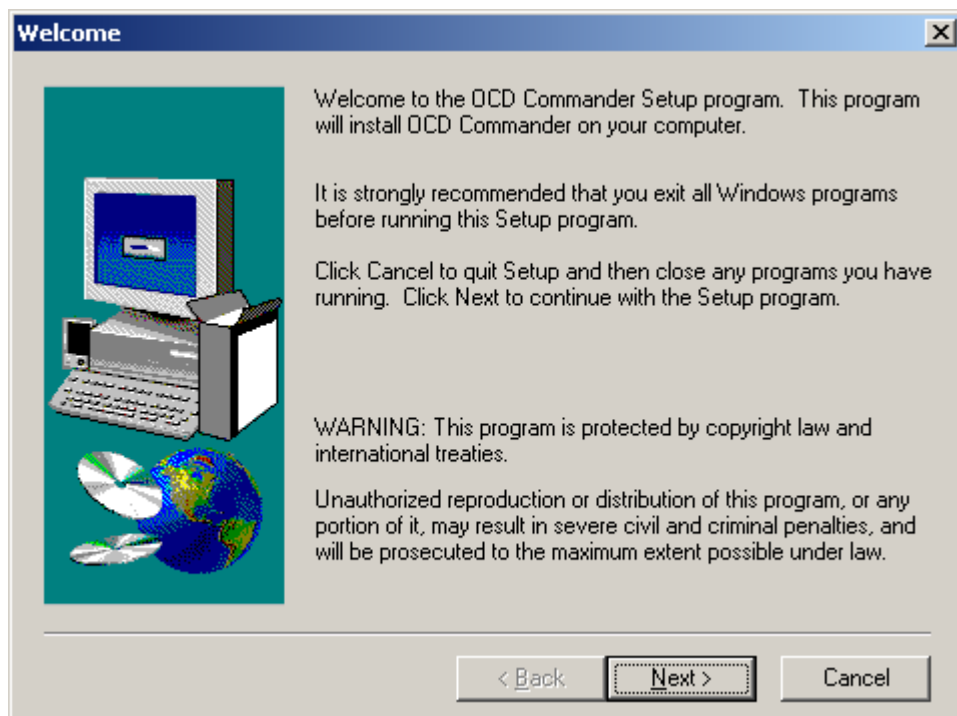 Welcome
Welcome to the OCD Commander Setup program.  This program
will install OCD Commander on your computer.
It is strongly recommended that you exit all Windows programs
before running this Setup program.
Click Cancel to quit Setup and then close any programs you have
running.  Click Next to continue with the Setup program.
WARNING: This program is protected by copyright law and
international treaties.
Unauthorized reproduction or distribution of this program, or any
portion of it, may result in severe civil and criminal penalties, and
will be prosecuted to the maximum extent possible under law.
< Back
Next >
Cancel